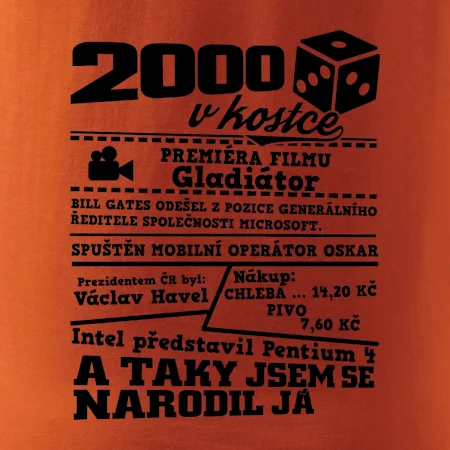 2000
v kostce
PREMIÉRA FILMU
Gladiátor
BILL GATES ODEŠEL Z POZICE GENERÁLNÍHO
ŘEDITELE SPOLEČNOSTI MICROSOFT.
SPUŠTĚN MOBILNÍ OPERÁTOR OSKAR
Prezidentem ČR byl:
Václav Havel
Nákup:
CHLEBA ... 14,20 KČ
PIVO
7,60 KČ
Intel představil Pentium 4
A TAKY JSEM SE
NARODIL JÁ